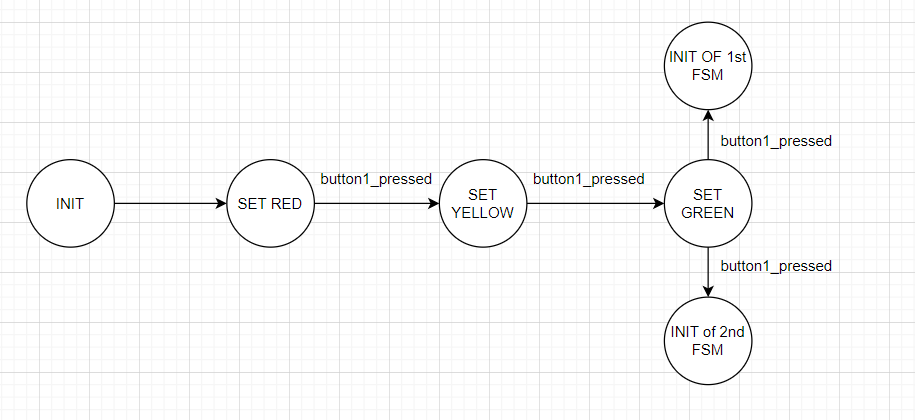 INIT OF 1st
FSM
button1_pressed
button1_pressed
button1_pressed
INIT
SET RED
SET
YELLOW
SET
GREEN
button1_pressed
INIT of 2nd
FSM